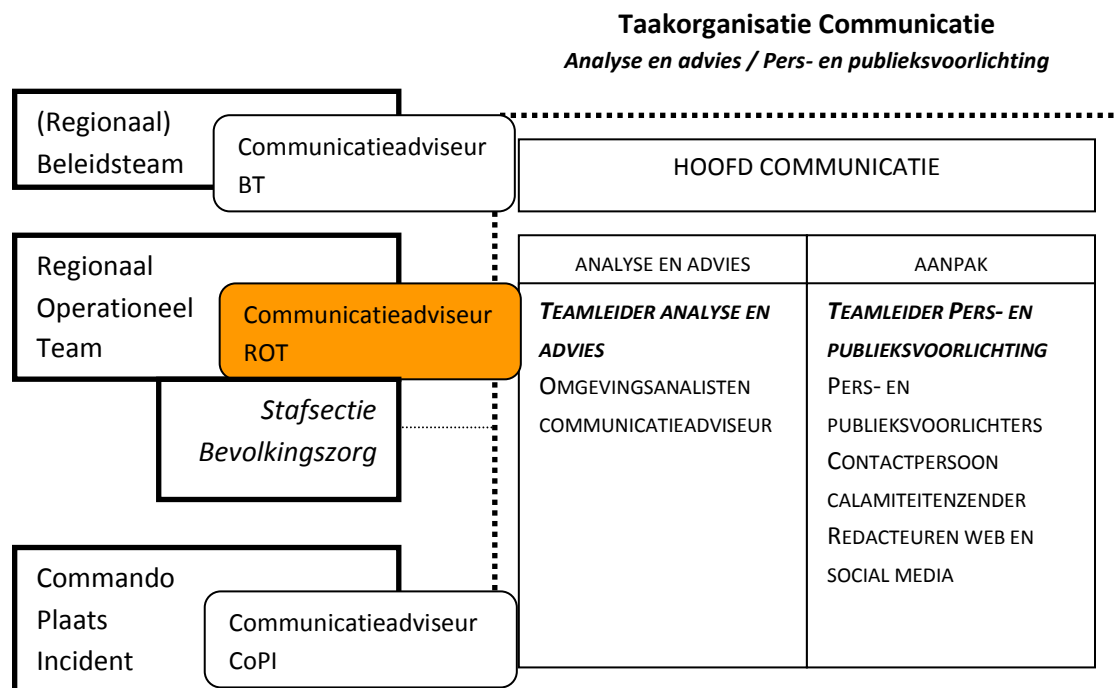 Taakorganisatie Communicatie
Analyse en advies / Pers- en publieksvoorlichting
(Regionaal)
Beleidsteam
Communicatieadviseur
BT
HOOFD COMMUNICATIE
Regionaal
Operationeel
Team
Communicatieadviseur
ROT
Stafsectie
Bevolkingszorg
ANALYSE EN ADVIES
TEAMLEIDER ANALYSE EN
ADVIES
OMGEVINGSANALISTEN
COMMUNICATIEADVISEUR
AANPAK
TEAMLEIDER PERS- EN
PUBLIEKSVOORLICHTING
PERS- EN
PUBLIEKSVOORLICHTERS
CONTACTPERSOON
CALAMITEITENZENDER
REDACTEUREN WEB EN
SOCIAL MEDIA
Commando
Plaats
Incident
Communicatieadviseur
CoPI